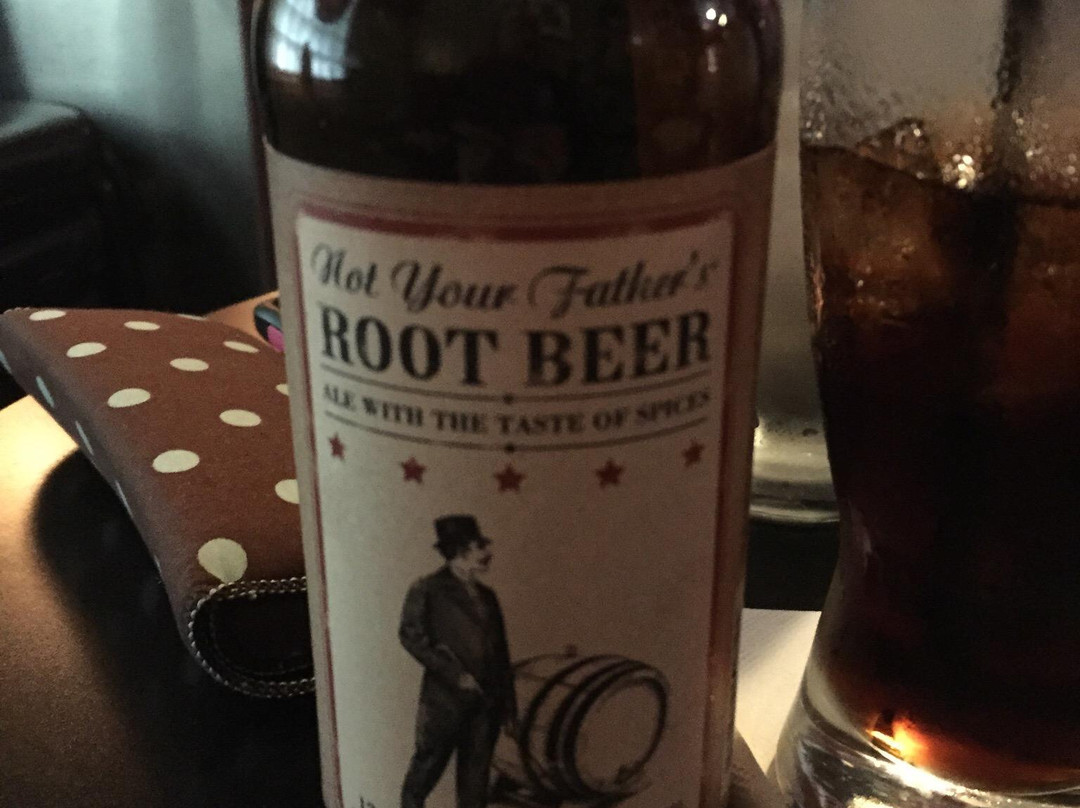 Not Your Father's
ROOT BEER
ALE WITH THE TASTE OF SPICES